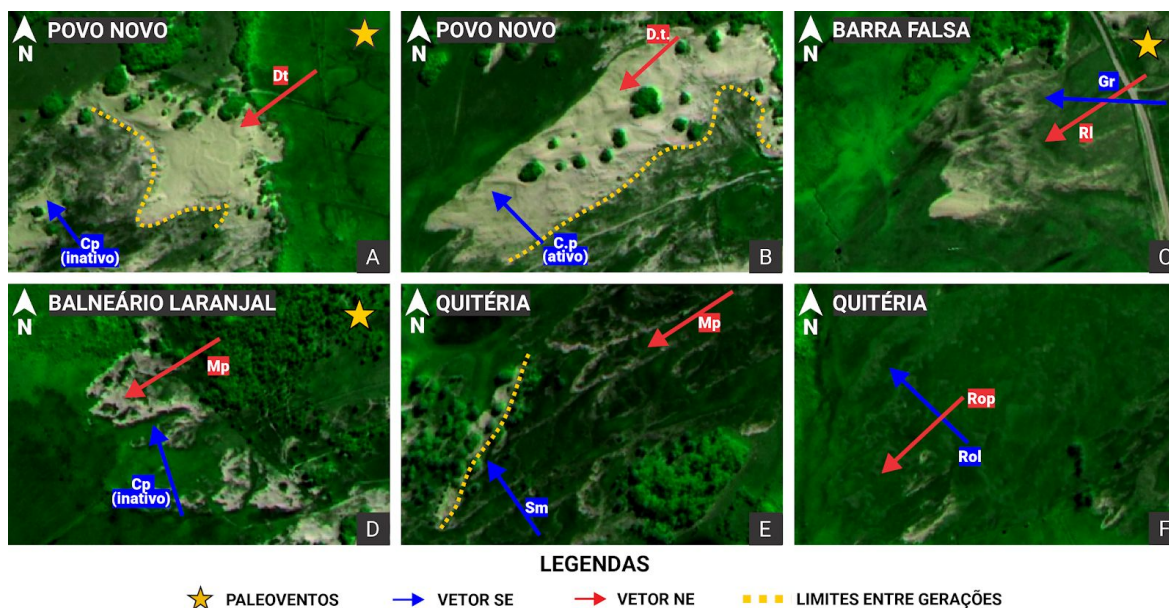 N
POVO NOVO
Dt
Cp
(inativo)
A
N
POVO NOVO
D.t.
C.p
(ativo)
B
N
BARRA FALSA
Gr
Rl
C
N
BALNEÁRIO LARANJAL
Mp
Cp
(inativo)
D
N
QUITÉRIA
Mp
Sm
E
N
QUITÉRIA
Rop
Rol
F
LEGENDAS
PALEOVENTOS VETOR SE VETOR NE LIMITES ENTRE GERAÇÕES